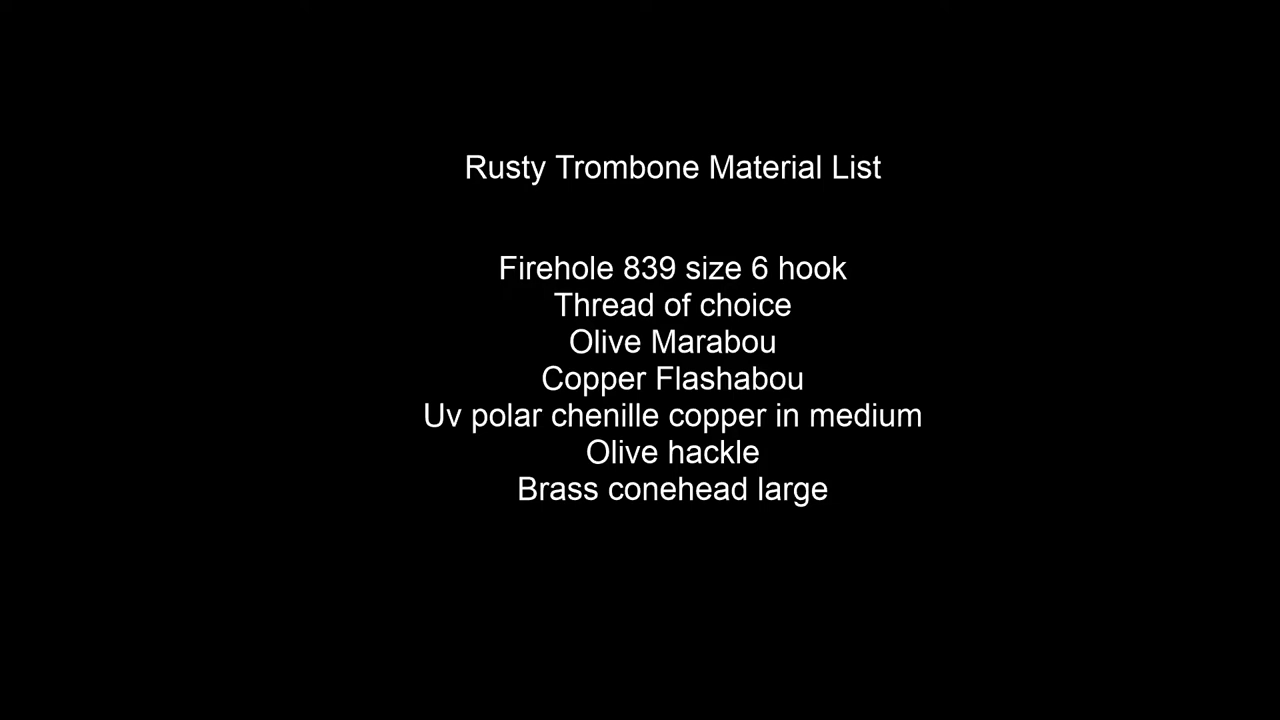 Rusty Trombone Material List
Firehole 839 size 6 hook
Thread of choice
Olive Marabou
Copper Flashabou
Uv polar chenille copper in medium
Olive hackle
Brass conehead large